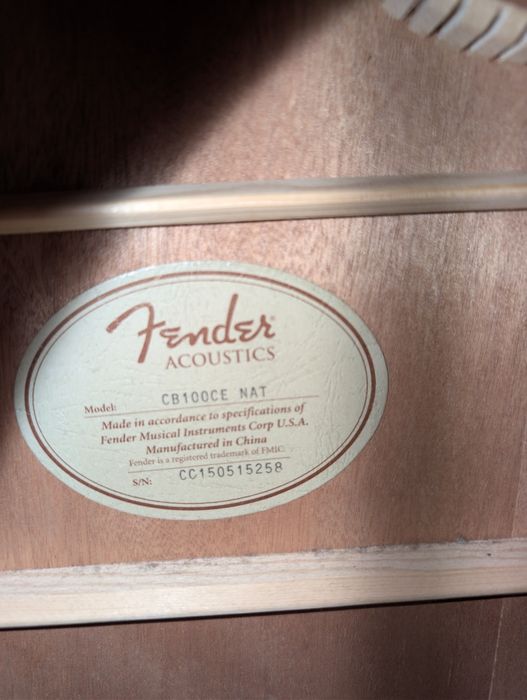 Fender
ACOUSTICS
Model: CB100CE NAT
Made in accordance to specifications of
Fender Musical Instruments Corp U.S.A.
Manufactured in China
Fender is a registered trademark of FMIC.
S/N: CC150515258